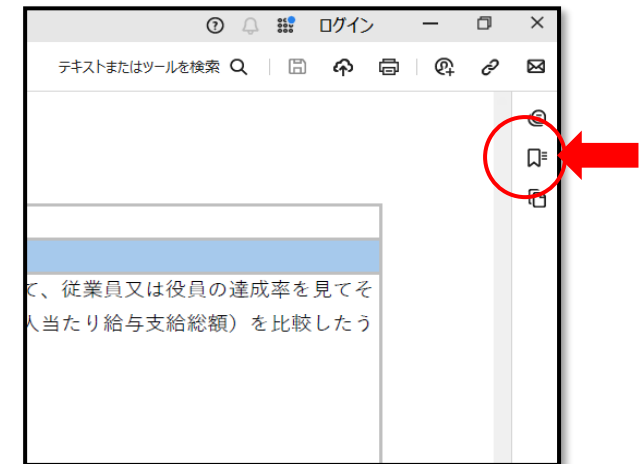 ログイン
テキストまたはツールを検索
て、従業員又は役員の達成率を見てそ
人当たり給与支給総額）を比較したう